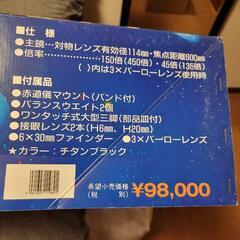 ■仕 様
●主鏡……対物レンズ有効径114mm・焦点距離900mm
●倍率……150倍(450倍)・45倍(135倍)
( )内は3×バーローレンズ使用時
■付属品
●赤道儀マウント(バンド付)
●バランスウエイト2個
●ワンタッチ式大型三脚(部品皿付)
●接眼レンズ2本(H6mm、H20mm)
●6×30mmファインダー ●3×バーローレンズ
★カラー：チタンブラック
希望小売価格
(税 別)
¥98,000